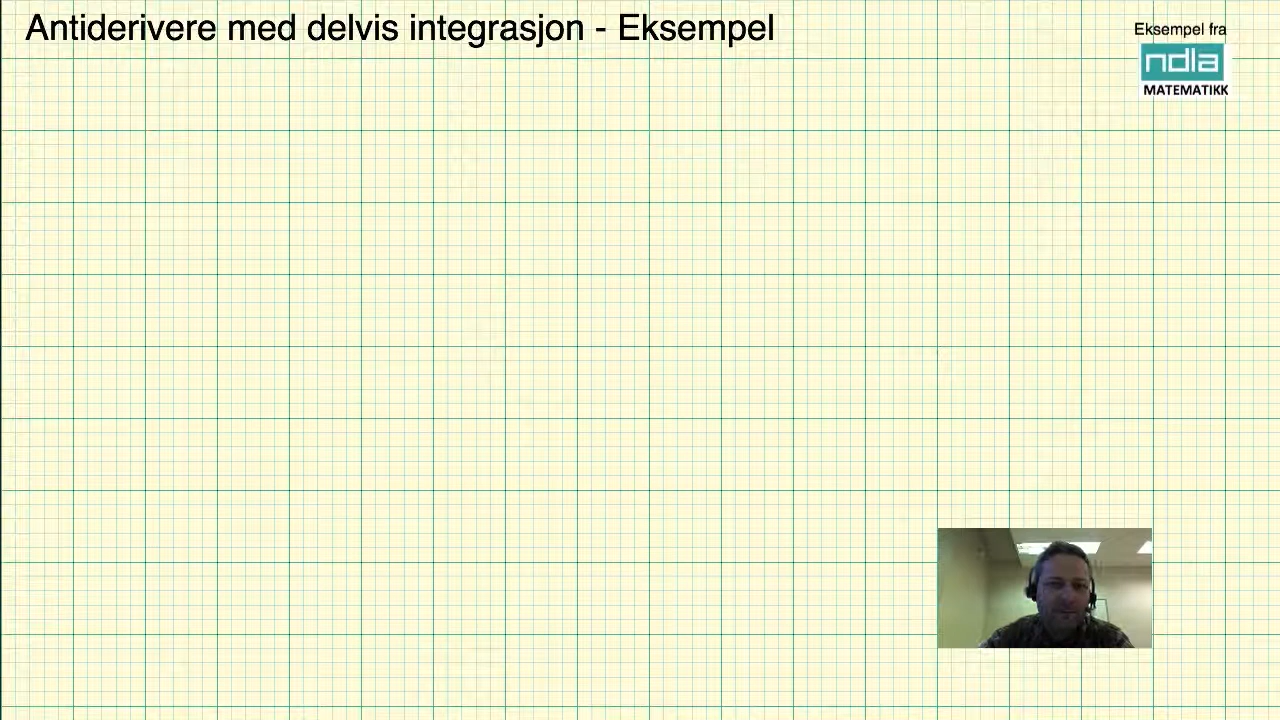 Antiderivere med delvis integrasjon - Eksempel
Eksempel fra
ndla
MATEMATIKK